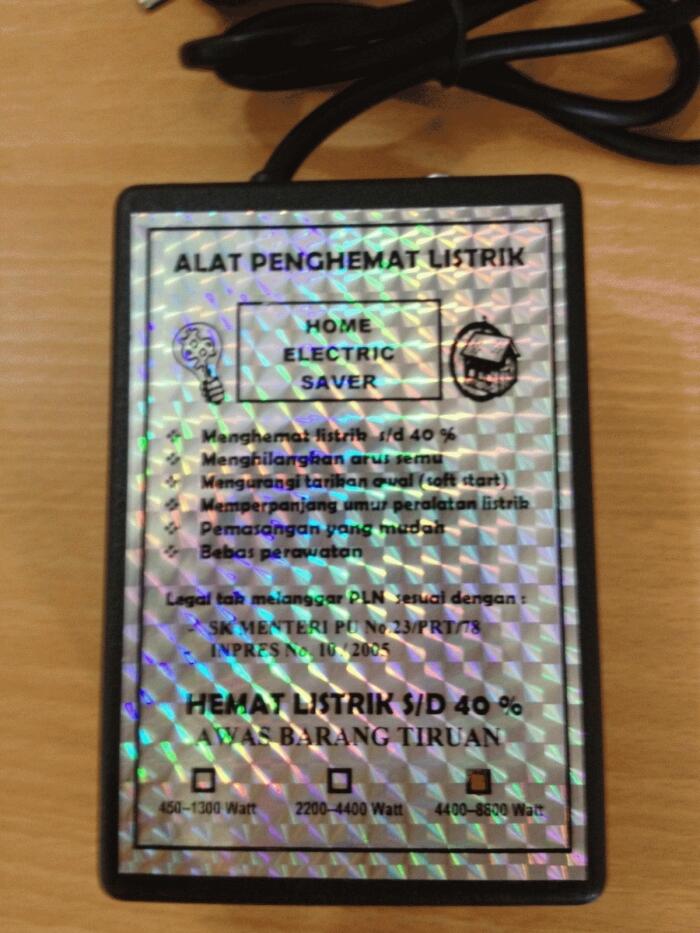 ALAT PENGHEMAT LISTRIK
HOME
ELECTRIC
SAVER
Menghemat listrik s/d 40 %
Menghilangkan arus semu
Mengurangi tarikan awal (soft start)
Memperpanjang umur peralatan listrik
Pemasangan yang mudah
Bebas perawatan
Legal tak melanggar PLN sesuai dengan :
- SK MENTERI PU No.23/PRT/78
- INPRES No. 10 / 2005
HEMAT LISTRIK S/D 40 %
AWAS BARANG TIRUAN
450–1300 Watt 2200–4400 Watt 4400–8800 Watt